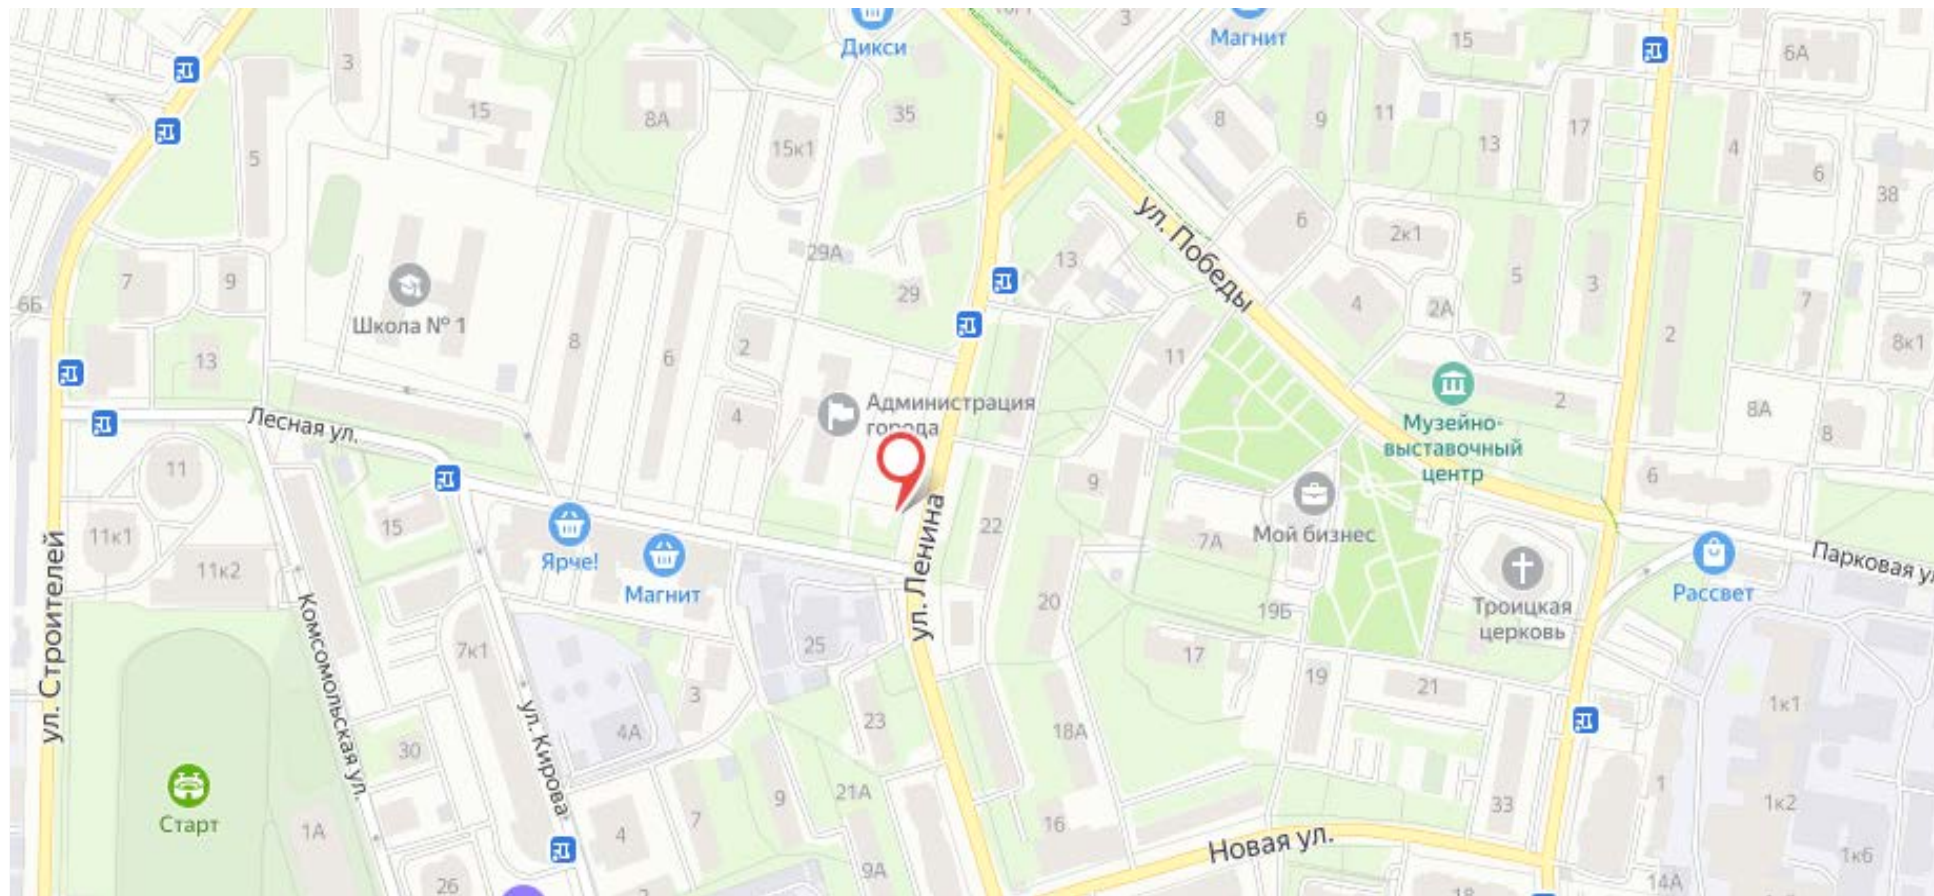 Дикси
Магнит
3
15
6А
3
15
8А
35
15к1
8
9
11
13
17
4
6
38
5
6
2к1
ул. Победы
29А
13
7
9
29
5
3
6Б
4
2А
7
Школа № 1
8
6
2
11
2
8к1
13
Администрация
города
4
2
8А
8
Музейно-
выставочный
центр
Лесная ул.
11
9
6
15
22
Мой бизнес
11к1
Ярче!
7А
Парковая ул
11к2
Магнит
ул. Ленина
Троицкая
церковь
Рассвет
ул. Строителей
Комсомольская ул.
20
19Б
7к1
25
17
3
19
21
1к1
ул. Кирова
4А
23
18А
30
Старт
1А
9
21А
7
4
16
33
1
1к2
Новая ул.
1к6
26
9А
14А